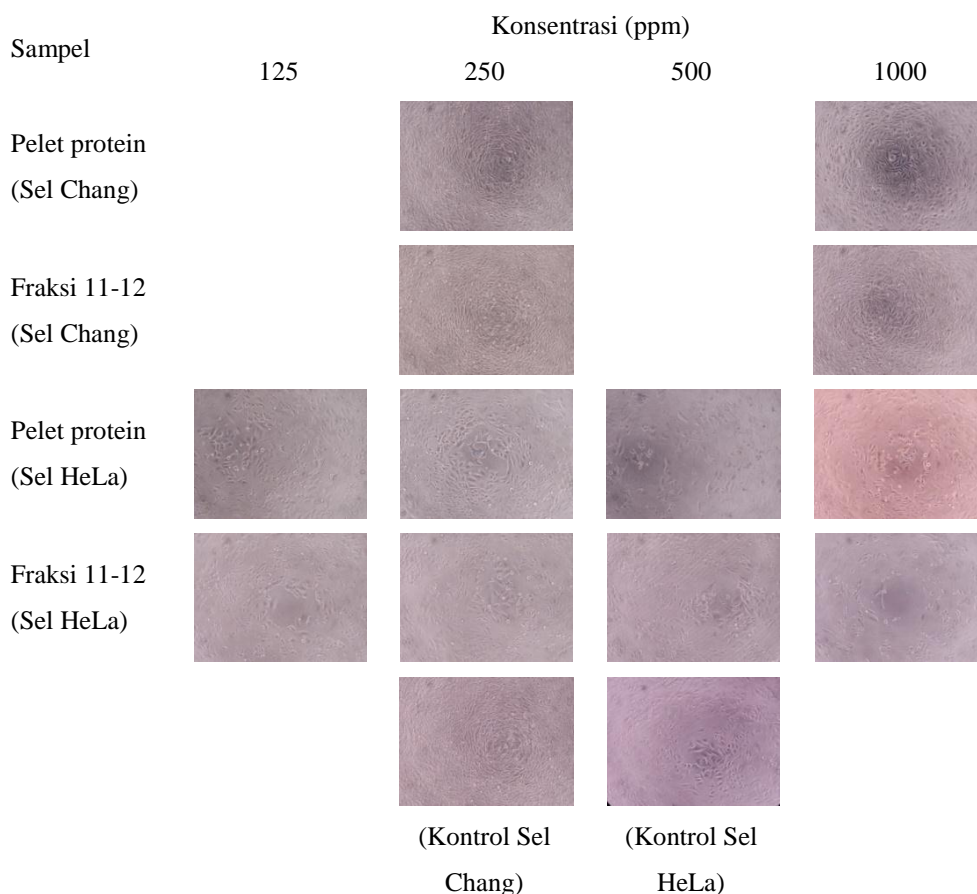 Konsentrasi (ppm)
Sampel
125 250 500 1000
Pelet protein
(Sel Chang)
Fraksi 11-12
(Sel Chang)
Pelet protein
(Sel HeLa)
Fraksi 11-12
(Sel HeLa)
(Kontrol Sel (Kontrol Sel
Chang) HeLa)